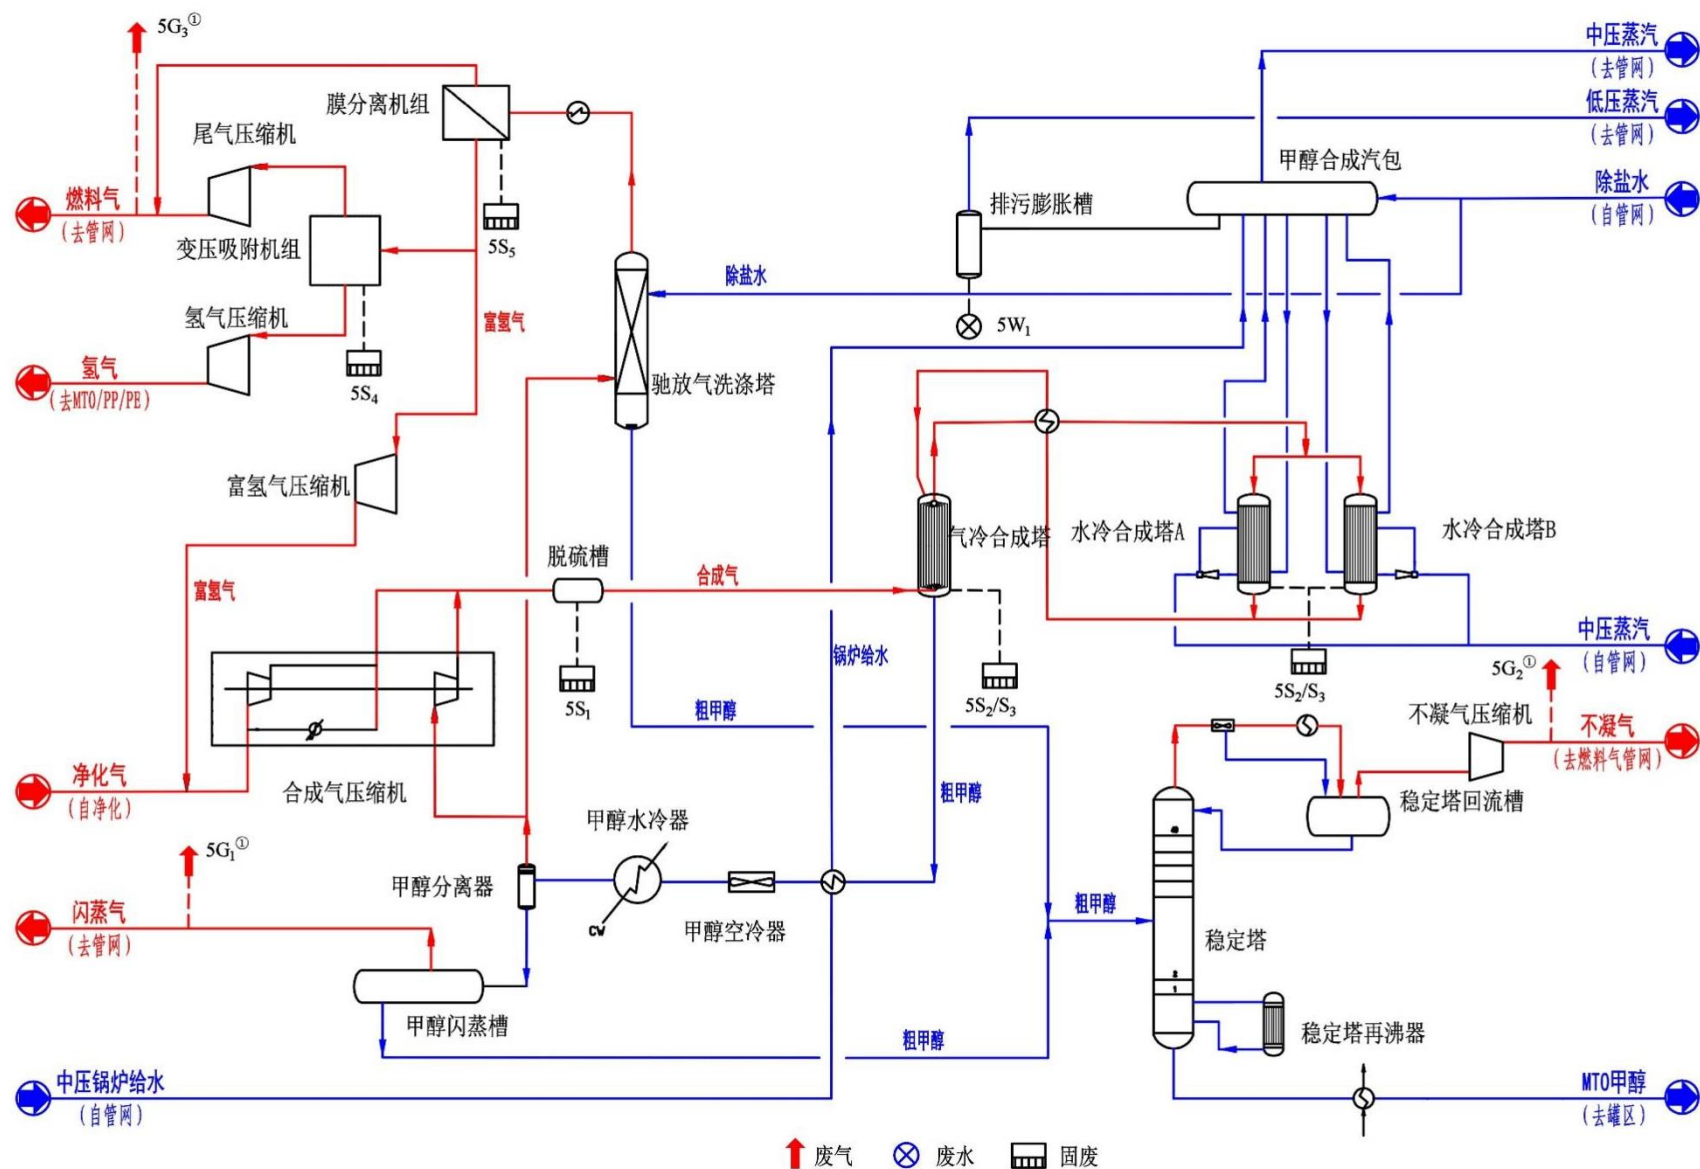 5G₃①
中压蒸汽
(去管网)
膜分离机组
低压蒸汽
(去管网)
尾气压缩机
甲醇合成汽包
燃料气
(去管网)
除盐水
(自管网)
排污膨胀槽
变压吸附机组
5S₅
除盐水
氢气压缩机
富氢气
5W₁
氢气
(去MTO/PP/PE)
5S₄
驰放气洗涤塔
富氢气压缩机
气冷合成塔
水冷合成塔A
水冷合成塔B
脱硫槽
合成气
富氢气
锅炉给水
中压蒸汽
(自管网)
5S₁
5S₂/S₃
5S₂/S₃
5G₂①
粗甲醇
不凝气压缩机
不凝气
(去燃料气管网)
净化气
(自净化)
合成气压缩机
粗甲醇
稳定塔回流槽
甲醇水冷器
5G₁①
甲醇分离器
CW
甲醇空冷器
粗甲醇
闪蒸气
(去管网)
稳定塔
2
1
甲醇闪蒸槽
粗甲醇
稳定塔再沸器
中压锅炉给水
(自管网)
MTO甲醇
(去罐区)
废气
废水
固废